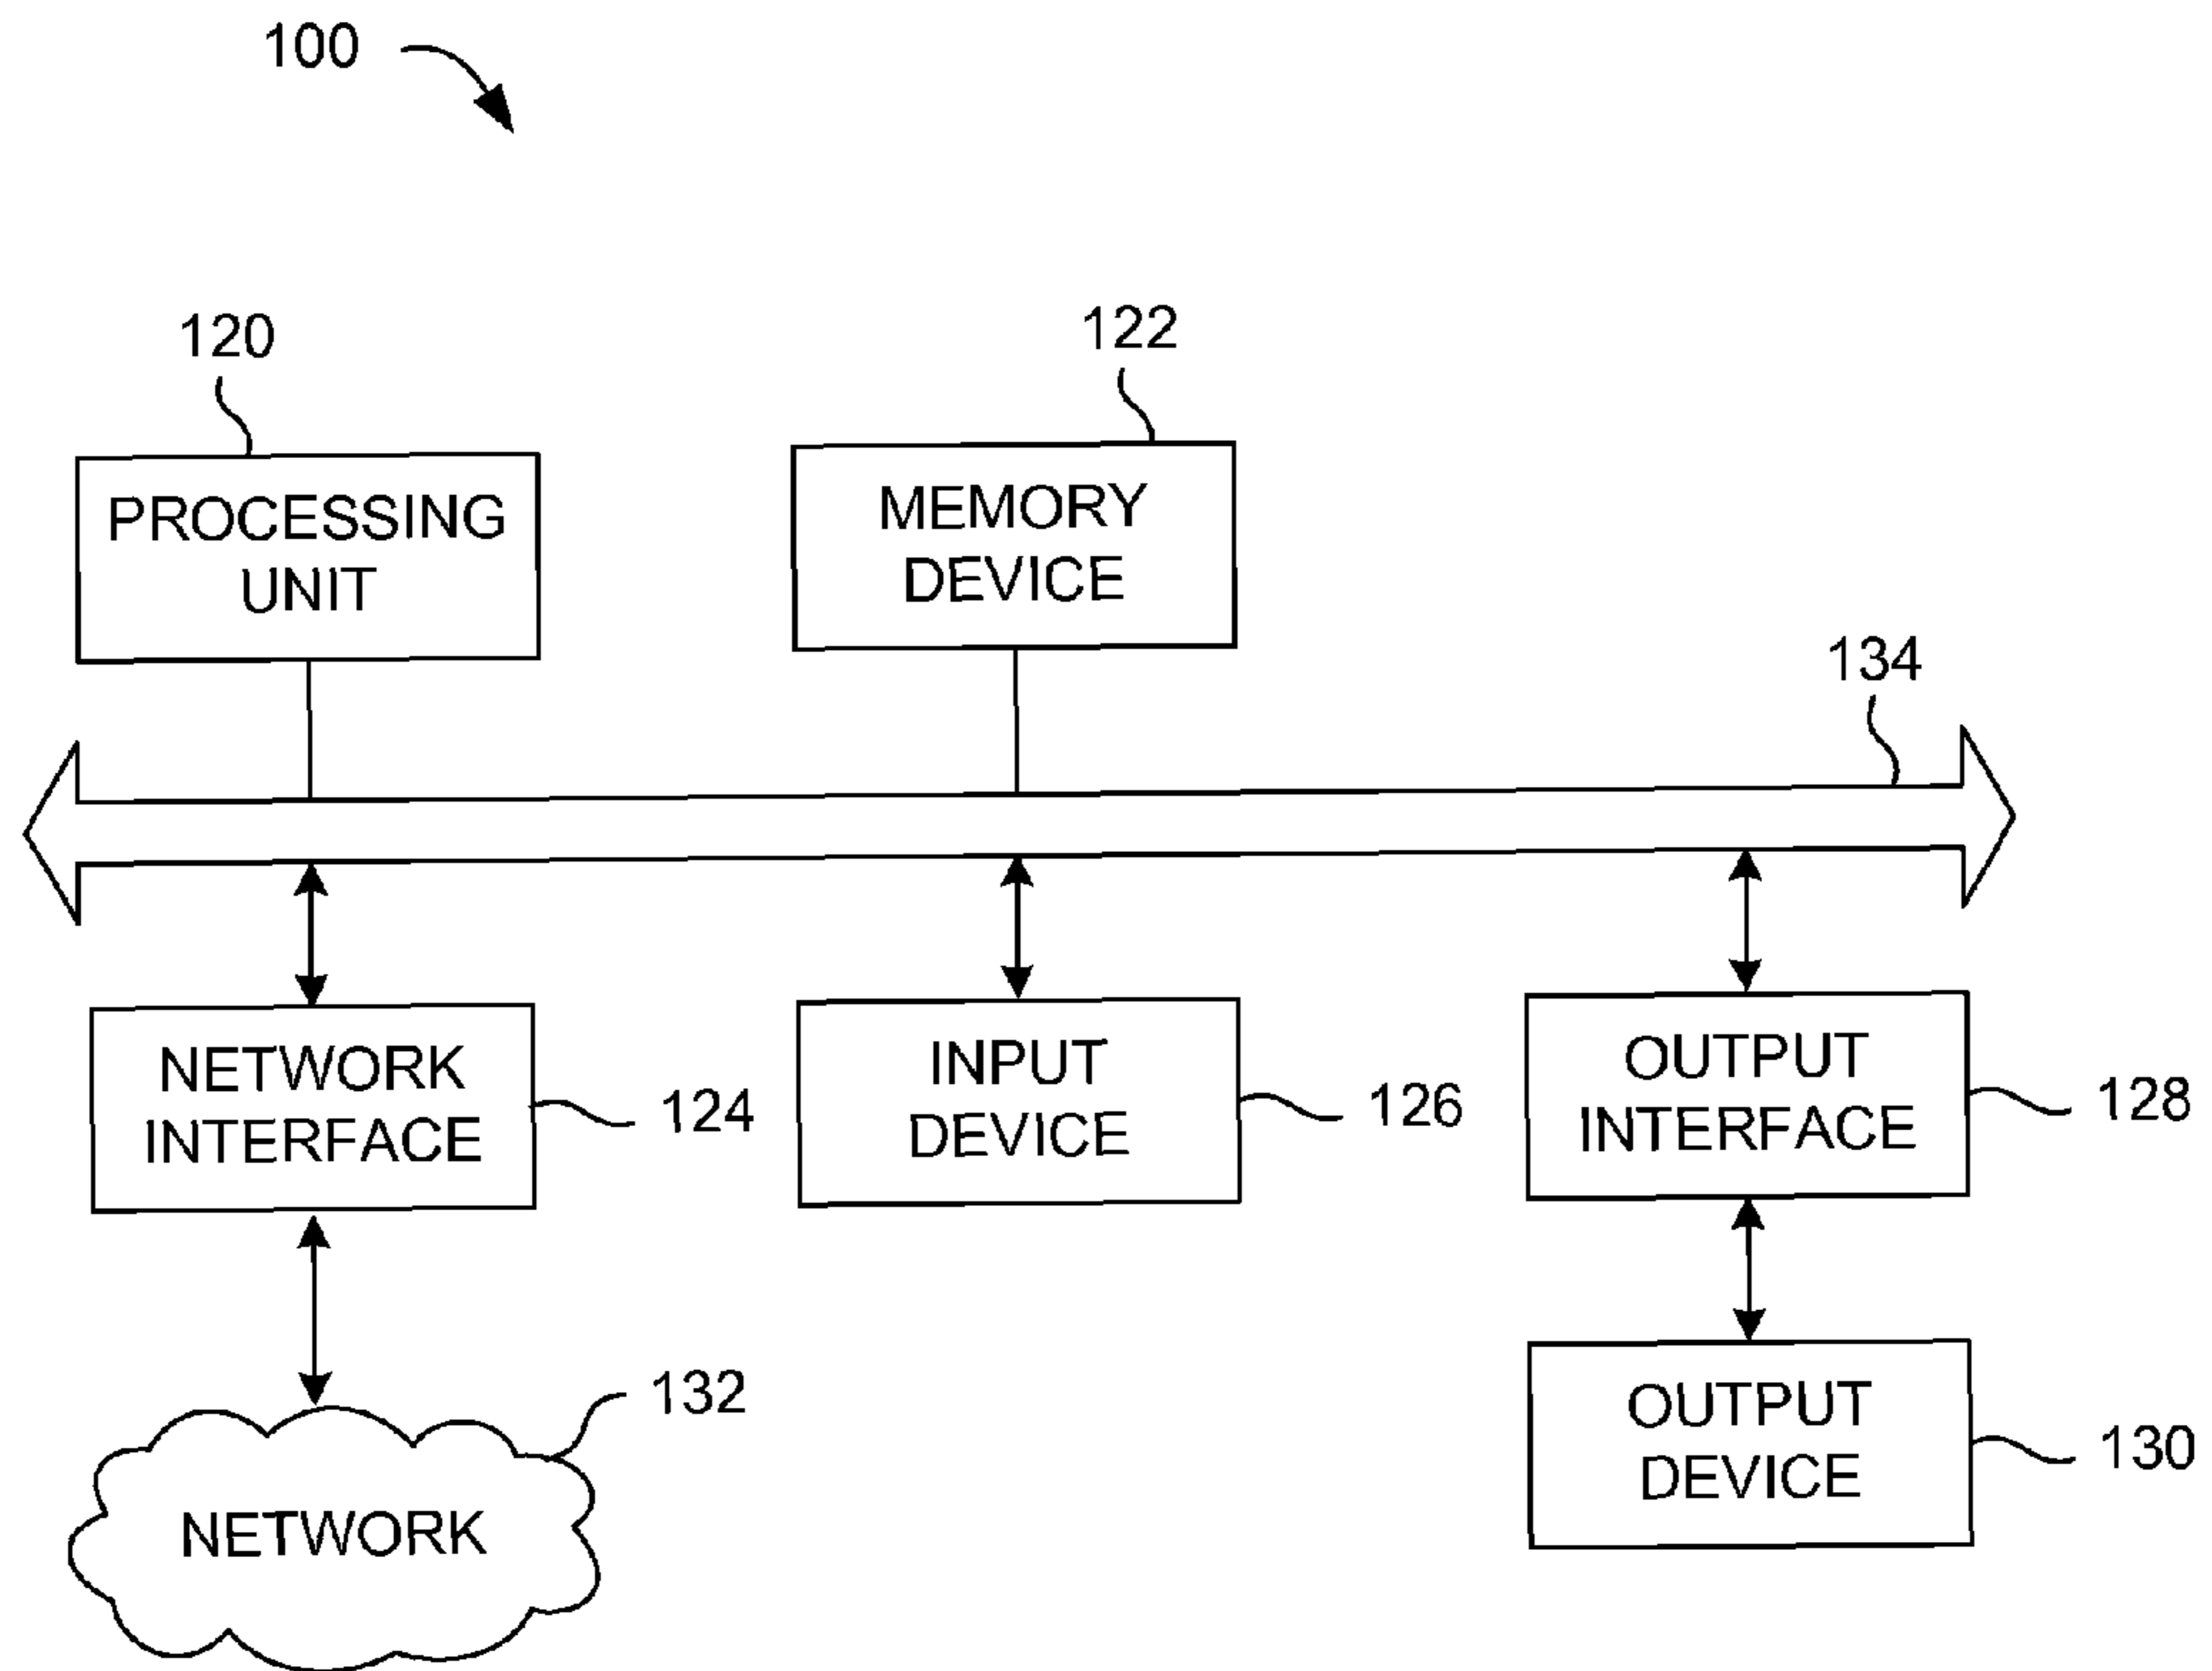 100
120
122
PROCESSING
UNIT
MEMORY
DEVICE
134
NETWORK
INTERFACE
124
INPUT
DEVICE
126
OUTPUT
INTERFACE
128
132
NETWORK
OUTPUT
DEVICE
130